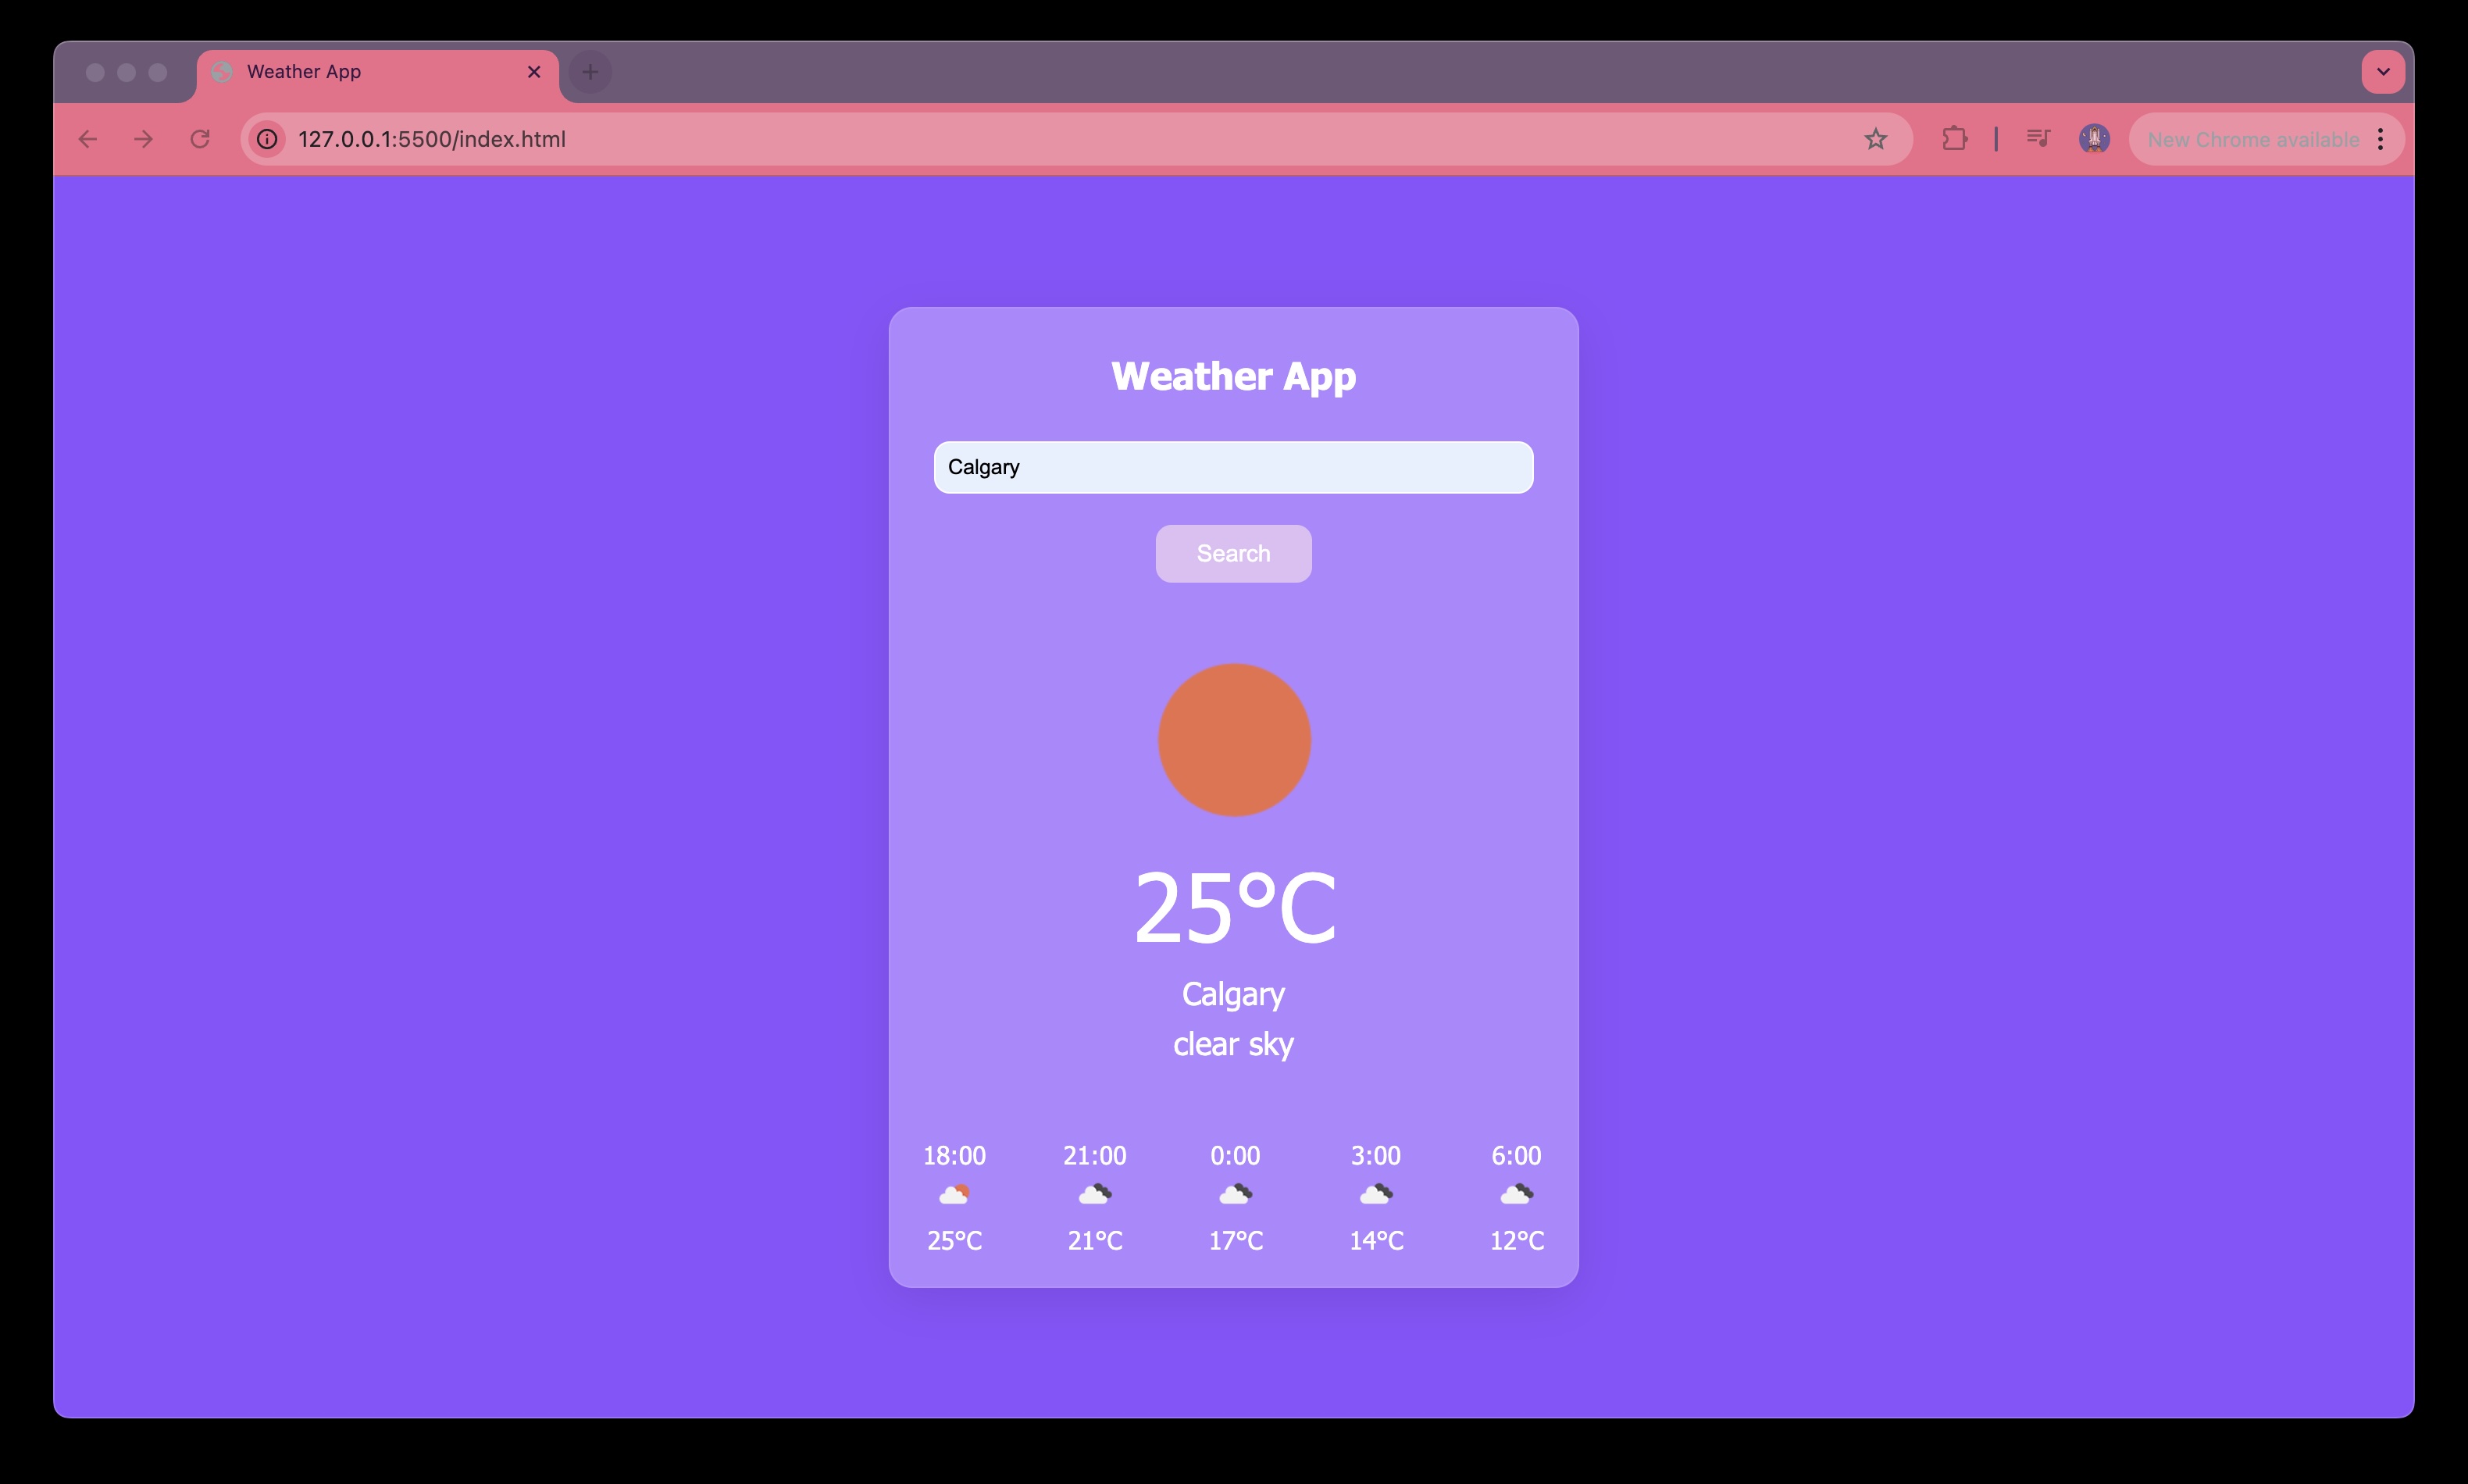 Weather App
127.0.0.1:5500/index.html
New Chrome available
Weather App
Calgary
Search
25°C
Calgary
clear sky
18:00 21:00 0:00 3:00 6:00
25°C 21°C 17°C 14°C 12°C